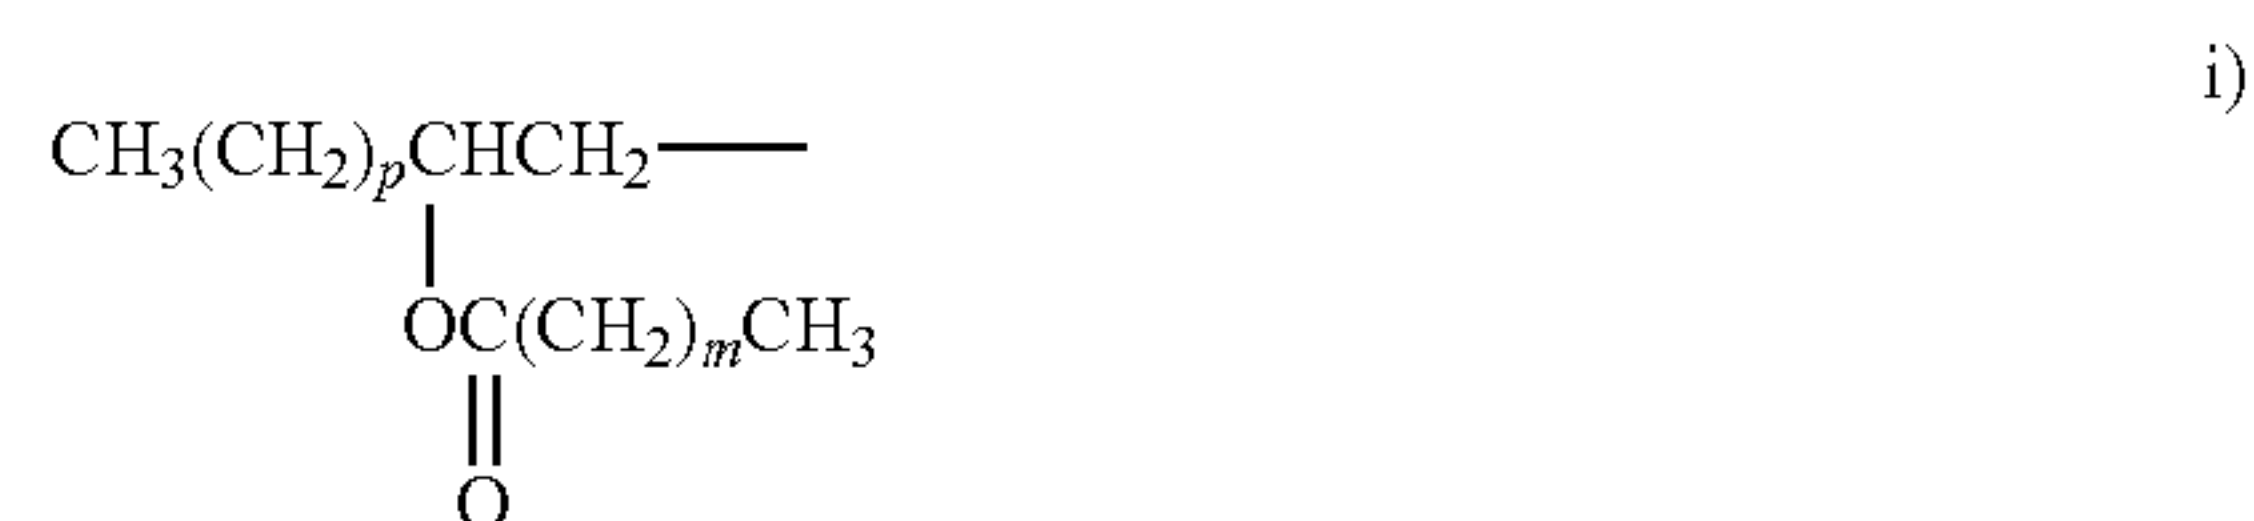 i)
CH₃(CH₂)ₚCHCH₂—
OC(CH₂)ₘCH₃
O